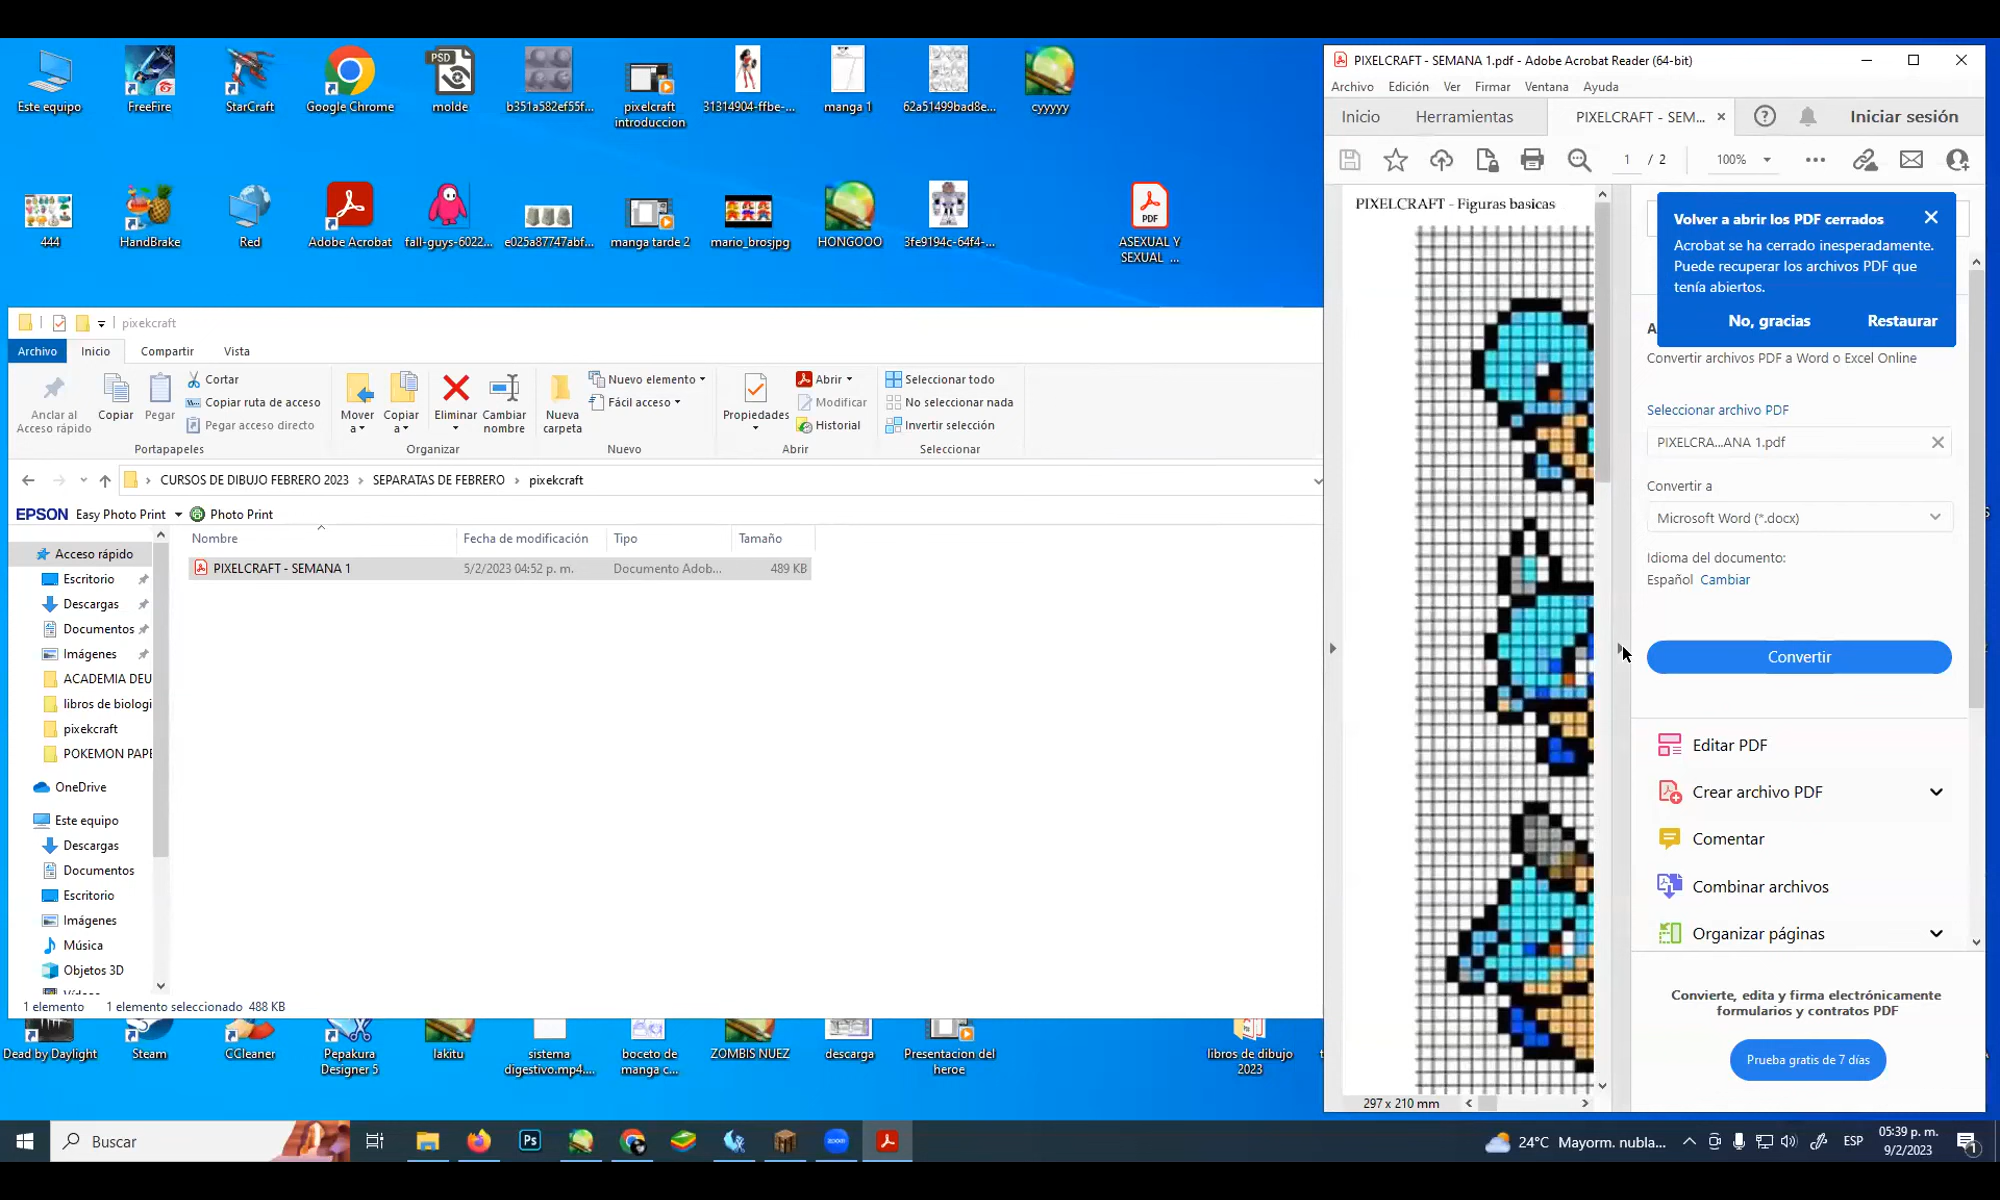 Este equipo
FreeFire
StarCraft
Google Chrome
PSD
molde
b351a582ef55f...
pixelcraft introduccion
31314904-ffbe-...
manga 1
62a51499bad8e...
cyyyyy
444
HandBrake
Red
Adobe Acrobat
fall-guys-6022...
e025a87747abf...
manga tarde 2
mario_brosjpg
HONGOOO
3fe9194c-64f4-...
PDF
ASEXUAL Y SEXUAL ...
pixekcraft
Archivo
Inicio
Compartir
Vista
Anclar al Acceso rápido
Copiar
Pegar
Cortar
Copiar ruta de acceso
Pegar acceso directo
Portapapeles
Mover a
Copiar a
Eliminar
Cambiar nombre
Organizar
Nueva carpeta
Nuevo elemento
Fácil acceso
Nuevo
Propiedades
Abrir
Modificar
Historial
Abrir
Seleccionar todo
No seleccionar nada
Invertir selección
Seleccionar
CURSOS DE DIBUJO FEBRERO 2023
SEPARATAS DE FEBRERO
pixekcraft
EPSON Easy Photo Print Photo Print
Nombre
Fecha de modificación
Tipo
Tamaño
PIXELCRAFT - SEMANA 1
5/2/2023 04:52 p. m.
Documento Adob...
489 KB
Acceso rápido
Escritorio
Descargas
Documentos
Imágenes
ACADEMIA DEU
libros de biologi
pixekcraft
POKEMON PAPE
OneDrive
Este equipo
Descargas
Documentos
Escritorio
Imágenes
Música
Objetos 3D
1 elemento
1 elemento seleccionado 488 KB
Dead by Daylight
Steam
CCleaner
Pepakura Designer 5
lakitu
sistema digestivo.mp4....
boceto de manga c...
ZOMBIS NUEZ
descarga
Presentacion del heroe
libros de dibujo 2023
PIXELCRAFT - SEMANA 1.pdf - Adobe Acrobat Reader (64-bit)
Archivo
Edición
Ver
Firmar
Ventana
Ayuda
Inicio
Herramientas
PIXELCRAFT - SEM...
Iniciar sesión
1 / 2
100%
PIXELCRAFT - Figuras basicas
Volver a abrir los PDF cerrados
Acrobat se ha cerrado inesperadamente.
Puede recuperar los archivos PDF que
tenía abiertos.
No, gracias
Restaurar
A
Convertir archivos PDF a Word o Excel Online
Seleccionar archivo PDF
PIXELCRA...ANA 1.pdf
Convertir a
Microsoft Word (*.docx)
Idioma del documento:
Español Cambiar
Convertir
Editar PDF
Crear archivo PDF
Comentar
Combinar archivos
Organizar páginas
Convierte, edita y firma electrónicamente
formularios y contratos PDF
Prueba gratis de 7 días
297 x 210 mm
Buscar
Ps
zoom
24°C Mayorm. nubla...
ESP
05:39 p. m.
9/2/2023
1